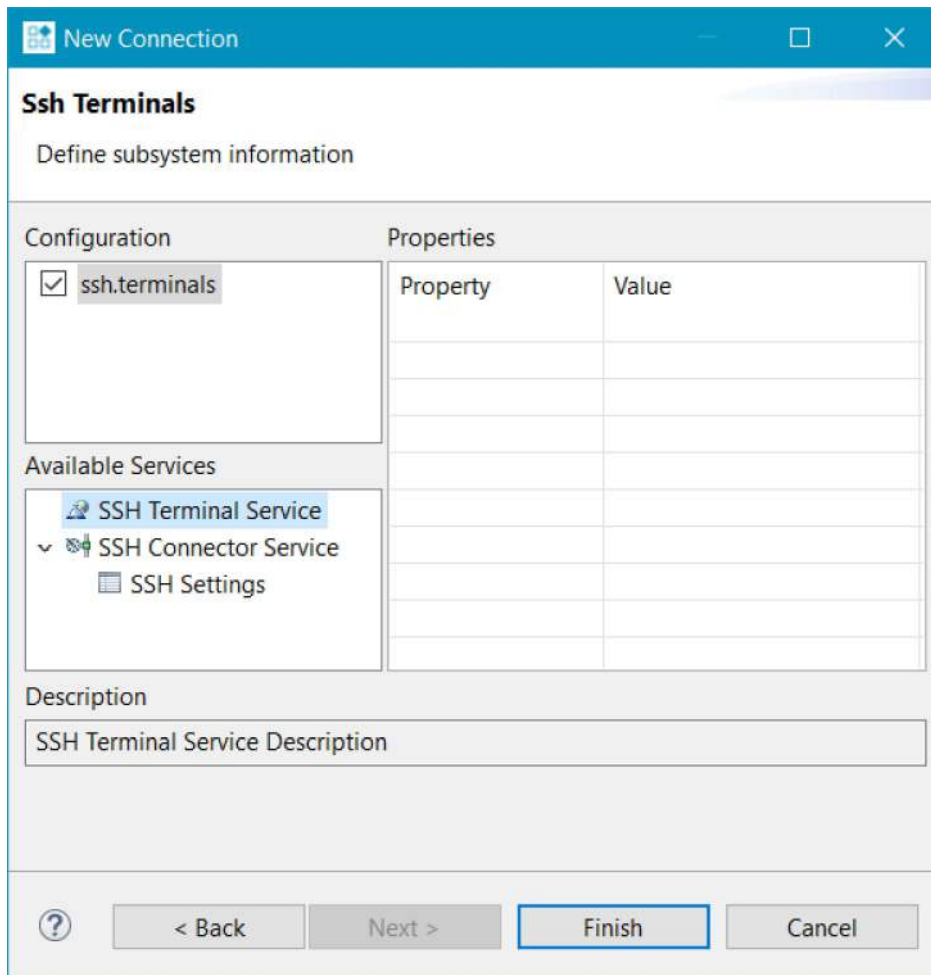 New Connection
Ssh Terminals
Define subsystem information
Configuration
ssh.terminals
Properties
Property Value
Available Services
SSH Terminal Service
SSH Connector Service
SSH Settings
Description
SSH Terminal Service Description
?
< Back
Next >
Finish
Cancel